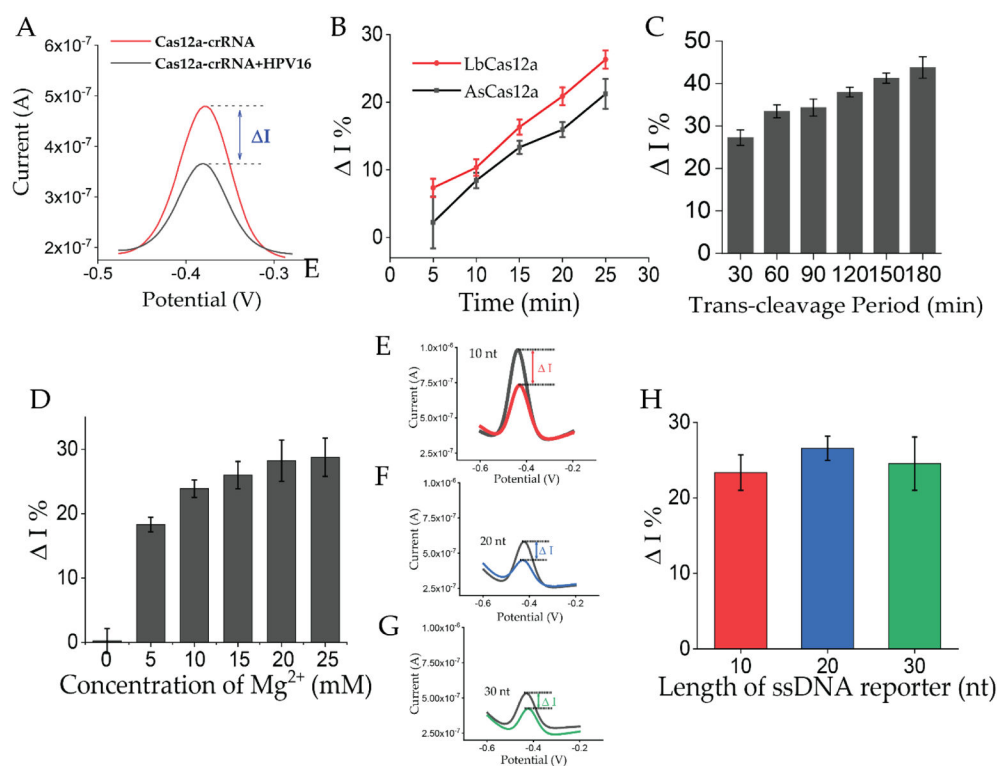 A
Cas12a-crRNA
Cas12a-crRNA+HPV16
ΔI
Current (A)
6x10⁻⁷
5x10⁻⁷
4x10⁻⁷
3x10⁻⁷
2x10⁻⁷
-0.5
-0.4
-0.3
E
Potential (V)
B
LbCas12a
AsCas12a
Δ I %
30
20
10
0
0 5 10 15 20 25 30
Time (min)
C
Δ I %
50
40
30
20
10
0
30 60 90 120 150 180
Trans-cleavage Period (min)
D
Δ I %
30
20
10
0
0 5 10 15 20 25
Concentration of Mg²⁺ (mM)
E
10 nt
Δ I
Current (A)
1.0x10⁻⁶
7.5x10⁻⁷
5.0x10⁻⁷
2.5x10⁻⁷
-0.6 -0.4 -0.2
Potential (V)
F
20 nt
Δ I
Current (A)
1.00x10⁻⁶
7.50x10⁻⁷
5.00x10⁻⁷
2.50x10⁻⁷
-0.6 -0.4 -0.2
Potential (V)
G
30 nt
Δ I
Current (A)
1.00x10⁻⁶
7.50x10⁻⁷
5.00x10⁻⁷
2.50x10⁻⁷
-0.6 -0.4 -0.2
Potential (V)
H
Δ I %
30
20
10
0
10 20 30
Length of ssDNA reporter (nt)